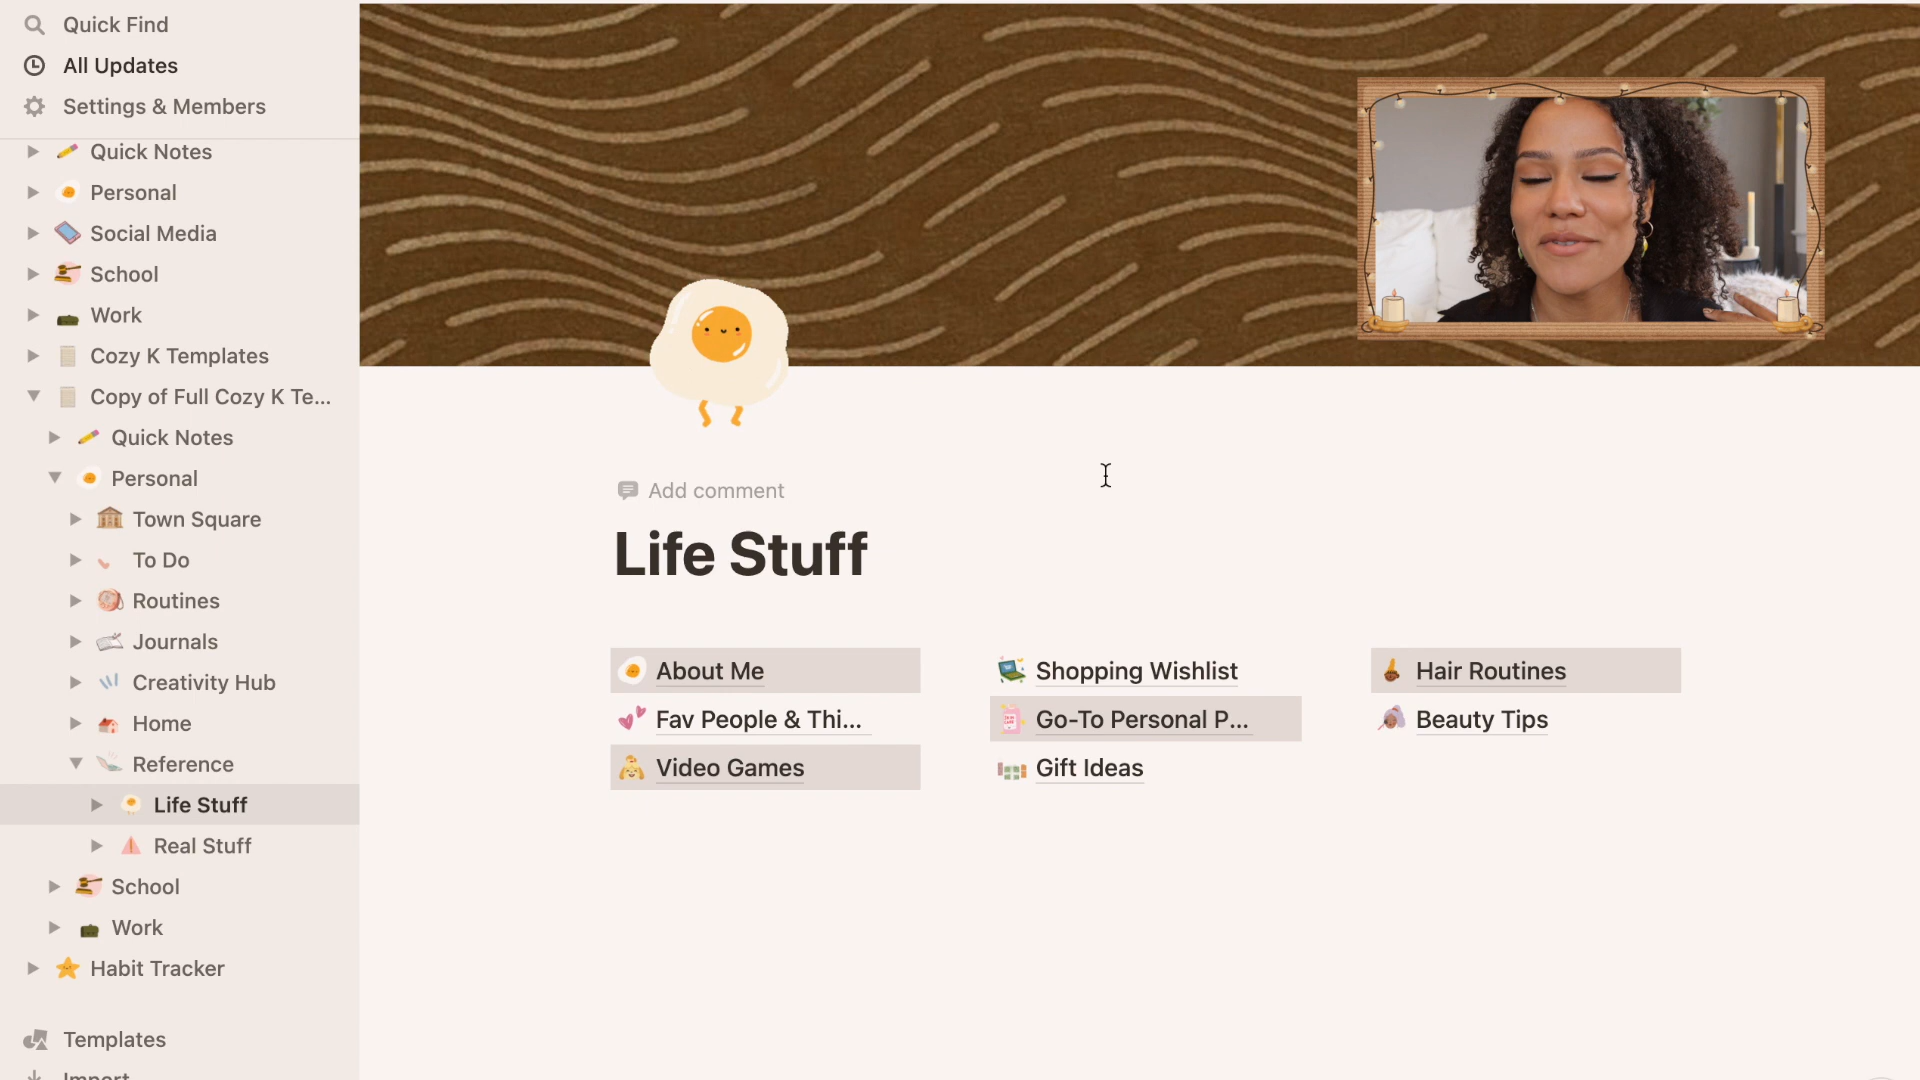 Quick Find
All Updates
Settings & Members
Quick Notes
Personal
Social Media
School
Work
Cozy K Templates
Copy of Full Cozy K Te...
Quick Notes
Personal
Town Square
To Do
Routines
Journals
Creativity Hub
Home
Reference
Life Stuff
Real Stuff
School
Work
Habit Tracker
Templates
Import
Add comment
Life Stuff
About Me
Fav People & Thi...
Video Games
Shopping Wishlist
Go-To Personal P...
Gift Ideas
Hair Routines
Beauty Tips